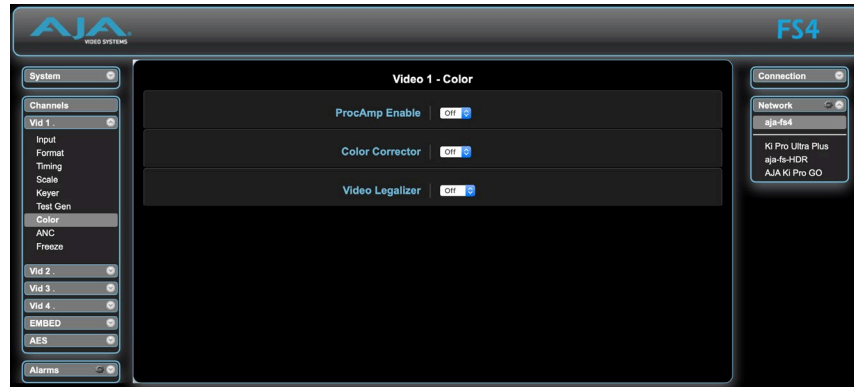 AJA
VIDEO SYSTEMS
FS4
System
Channels
Vid 1 .
Input
Format
Timing
Scale
Keyer
Test Gen
Color
ANC
Freeze
Vid 2 .
Vid 3 .
Vid 4 .
EMBED
AES
Alarms
Video 1 - Color
ProcAmp Enable Off
Color Corrector Off
Video Legalizer Off
Connection
Network
aja-fs4
Ki Pro Ultra Plus
aja-fs-HDR
AJA Ki Pro GO